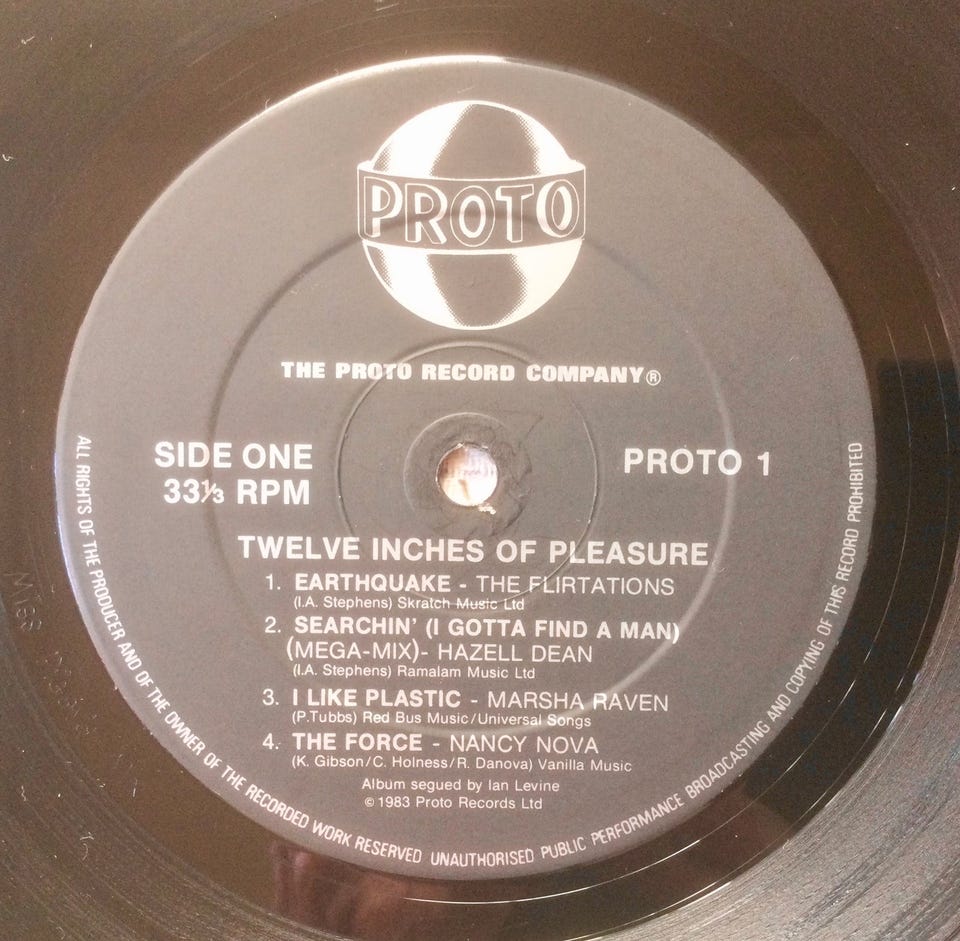 PROTO
THE PROTO RECORD COMPANY®
SIDE ONE
33⅓ RPM
PROTO 1
TWELVE INCHES OF PLEASURE
1. EARTHQUAKE - THE FLIRTATIONS
(I.A. Stephens) Skratch Music Ltd
2. SEARCHIN' (I GOTTA FIND A MAN)
(MEGA-MIX)- HAZELL DEAN
(I.A. Stephens) Ramalam Music Ltd
3. I LIKE PLASTIC - MARSHA RAVEN
(P.Tubbs) Red Bus Music/Universal Songs
4. THE FORCE - NANCY NOVA
(K. Gibson/C. Holness/R. Danova) Vanilla Music
Album segued by Ian Levine
© 1983 Proto Records Ltd
ALL RIGHTS OF THE PRODUCER AND OF THE OWNER OF THE RECORDED WORK RESERVED UNAUTHORISED PUBLIC PERFORMANCE BROADCASTING AND COPYING OF THIS RECORD PROHIBITED